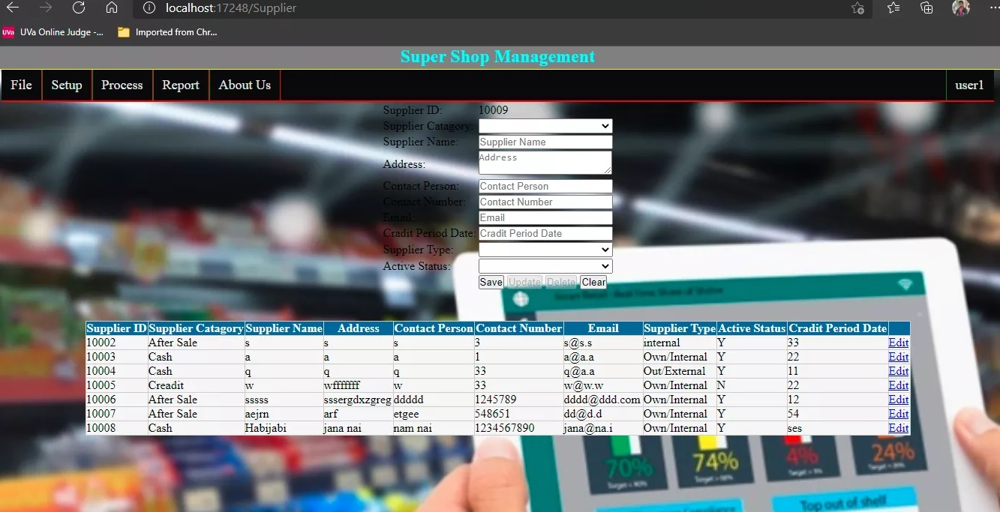 localhost:17248/Supplier
UVa UVa Online Judge -... Imported from Chr...
Super Shop Management
File Setup Process Report About Us user1
Supplier ID: 10009
Supplier Catagory:
Supplier Name: Supplier Name
Address: Address
Contact Person: Contact Person
Contact Number: Contact Number
Email: Email
Cradit Period Date: Cradit Period Date
Supplier Type:
Active Status:
Save Update Delete Clear
Supplier ID Supplier Catagory Supplier Name Address Contact Person Contact Number Email Supplier Type Active Status Cradit Period Date
10002 After Sale s s s 3 s@s.s internal Y 33 Edit
10003 Cash a a a 1 a@a.a Own/Internal Y 22 Edit
10004 Cash q q q 33 q@a.a Out/External Y 11 Edit
10005 Creadit w wfffffff w 33 w@w.w Own/Internal N 22 Edit
10006 After Sale sssss sssergdxzgreg ddddd 1245789 dddd@ddd.com Own/Internal Y 12 Edit
10007 After Sale aejrn arf etgee 548651 dd@d.d Own/Internal Y 54 Edit
10008 Cash Habijabi jana nai nam nai 1234567890 jana@na.i Own/Internal Y ses Edit
70% 74% 4% 24%
Top out of shelf